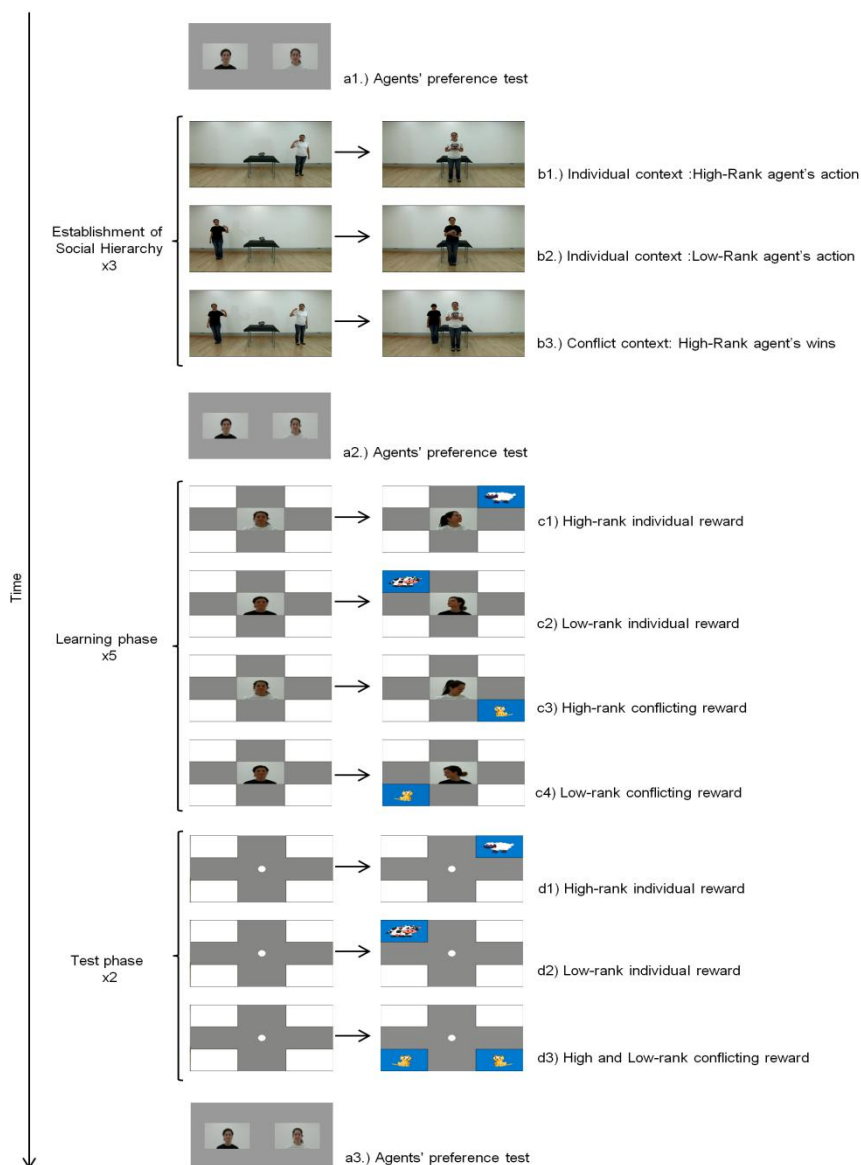 a1.) Agents' preference test
b1.) Individual context :High-Rank agent's action
Establishment of
Social Hierarchy
x3
b2.) Individual context :Low-Rank agent's action
b3.) Conflict context: High-Rank agent's wins
a2.) Agents' preference test
c1) High-rank individual reward
Time
c2) Low-rank individual reward
Learning phase
x5
c3) High-rank conflicting reward
c4) Low-rank conflicting reward
d1) High-rank individual reward
Test phase
x2
d2) Low-rank individual reward
d3) High and Low-rank conflicting reward
a3.) Agents' preference test